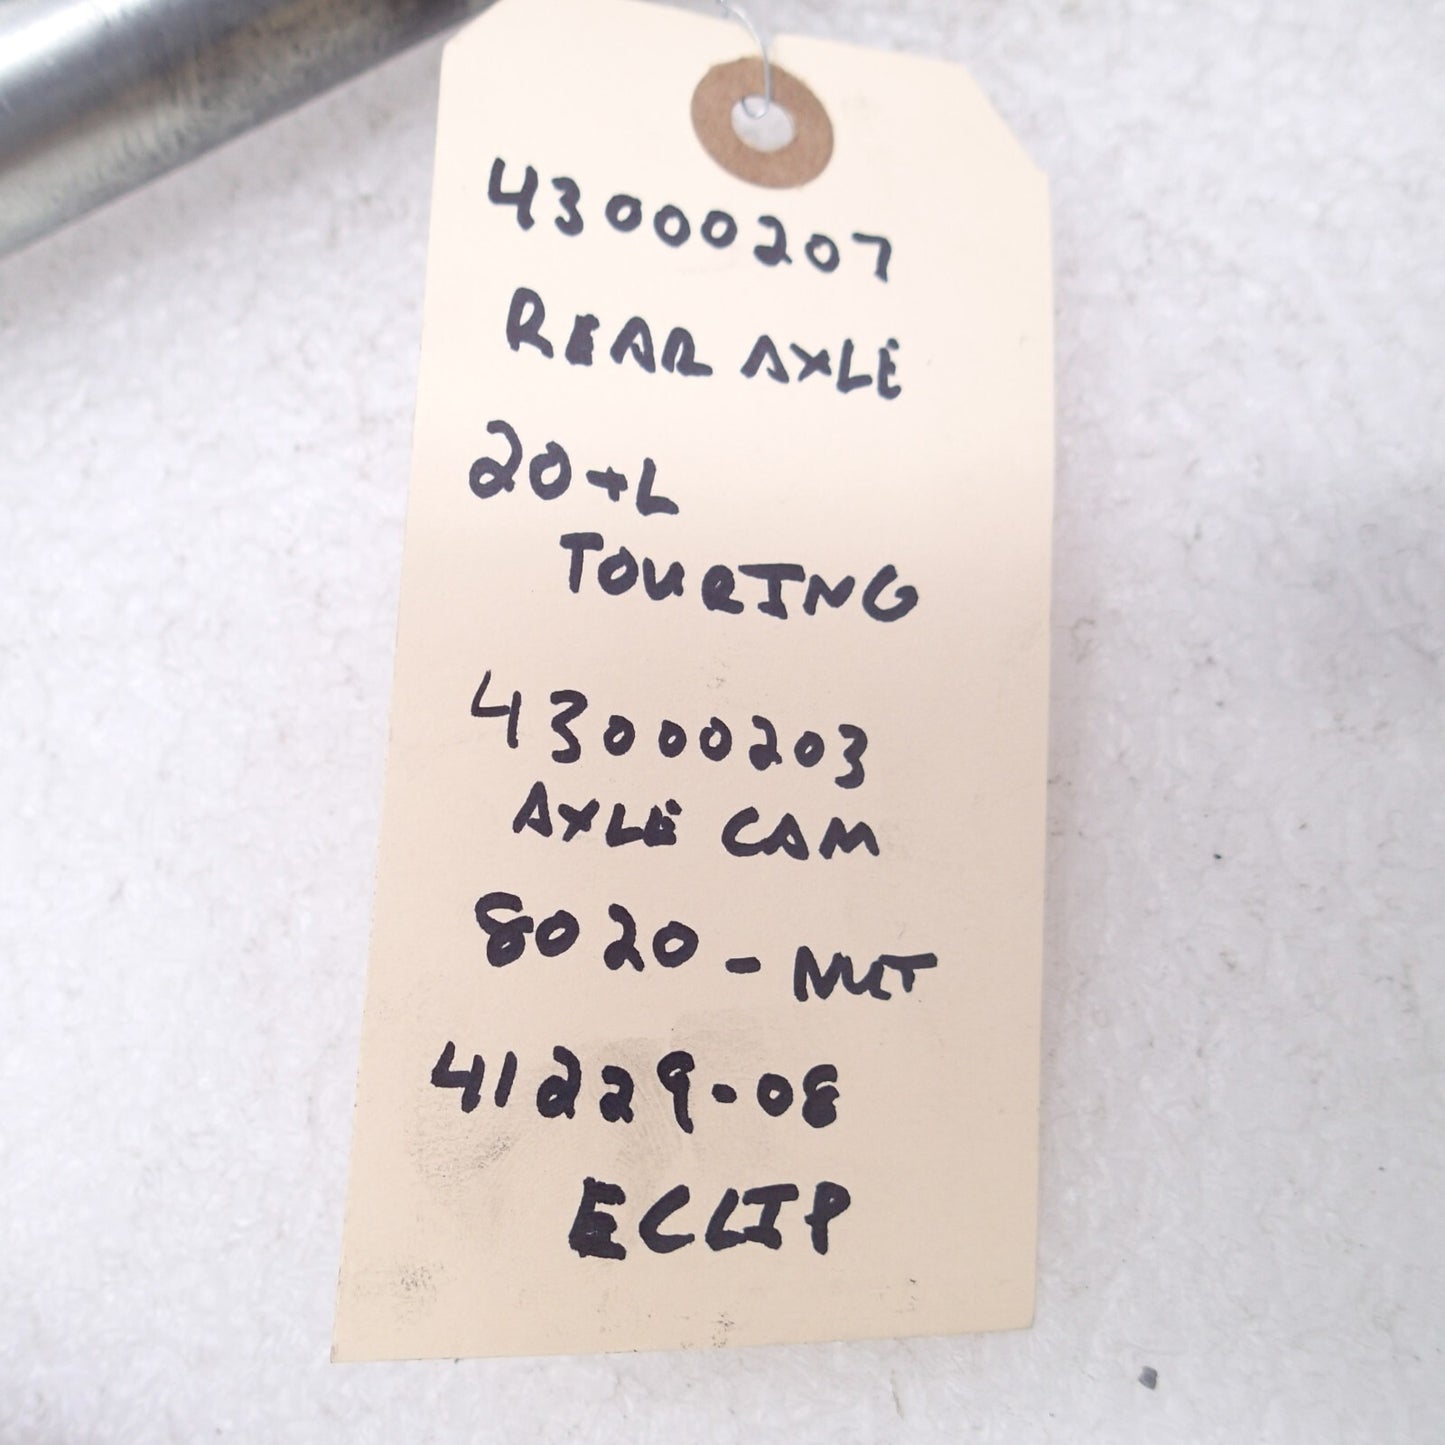 43000207
REAR AXLE
20+L
TOURING
43000203
AXLE CAM
8020 - NUT
41229-08
ECLIP